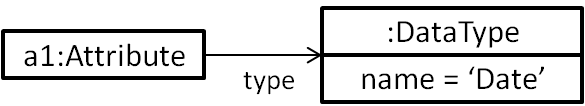 a1:Attribute
type
:DataType
name = ‘Date’